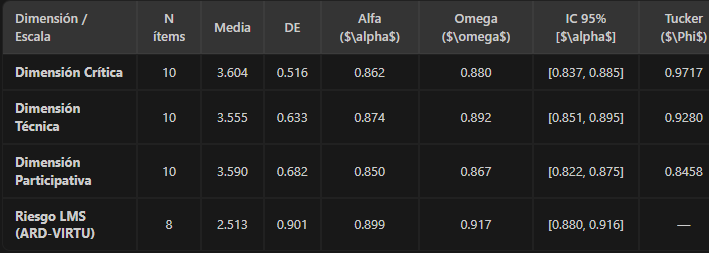 Dimensión / Escala N ítems Media DE Alfa ($\alpha$) Omega ($\omega$) IC 95% [$\alpha$] Tucker ($\Phi$)
Dimensión Crítica 10 3.604 0.516 0.862 0.880 [0.837, 0.885] 0.9717
Dimensión Técnica 10 3.555 0.633 0.874 0.892 [0.851, 0.895] 0.9280
Dimensión Participativa 10 3.590 0.682 0.850 0.867 [0.822, 0.875] 0.8458
Riesgo LMS (ARD-VIRTU) 8 2.513 0.901 0.899 0.917 [0.880, 0.916] —